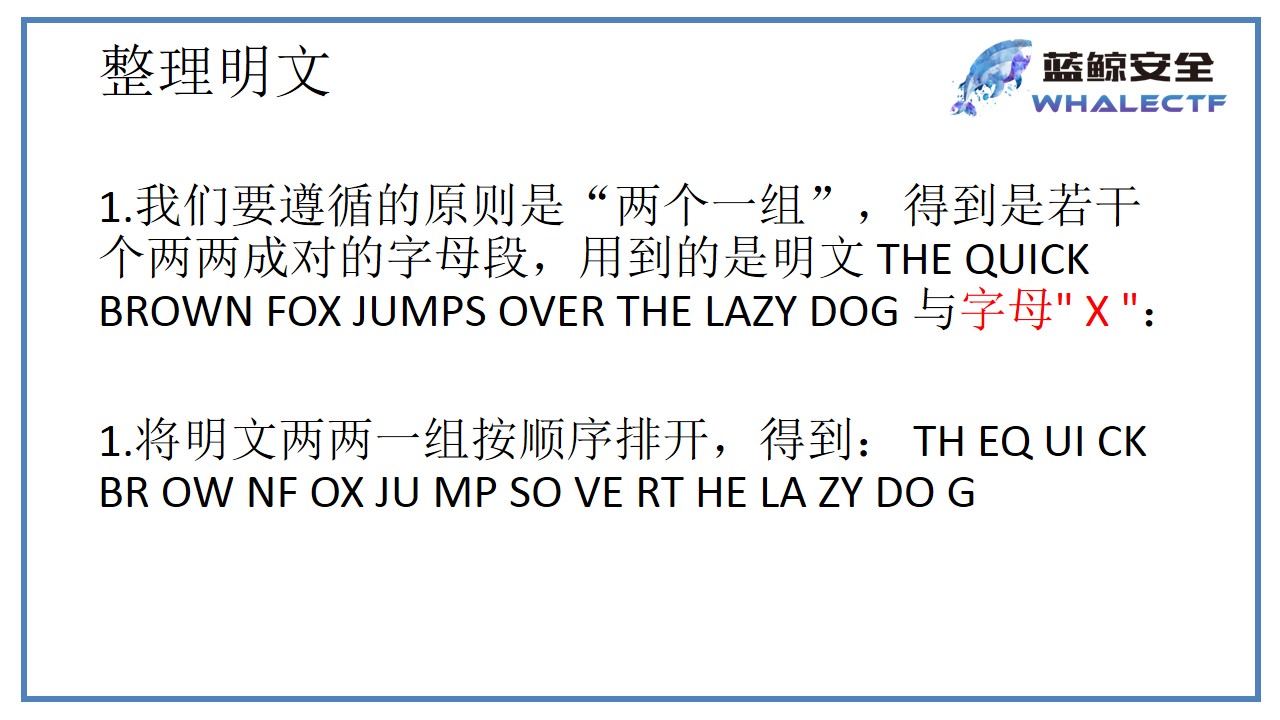 整理明文
蓝鲸安全
WHALECTF
1.我们要遵循的原则是“两个一组”，得到是若干
个两两成对的字母段，用到的是明文 THE QUICK
BROWN FOX JUMPS OVER THE LAZY DOG 与字母" X "：
1.将明文两两一组按顺序排开，得到： TH EQ UI CK
BR OW NF OX JU MP SO VE RT HE LA ZY DO G